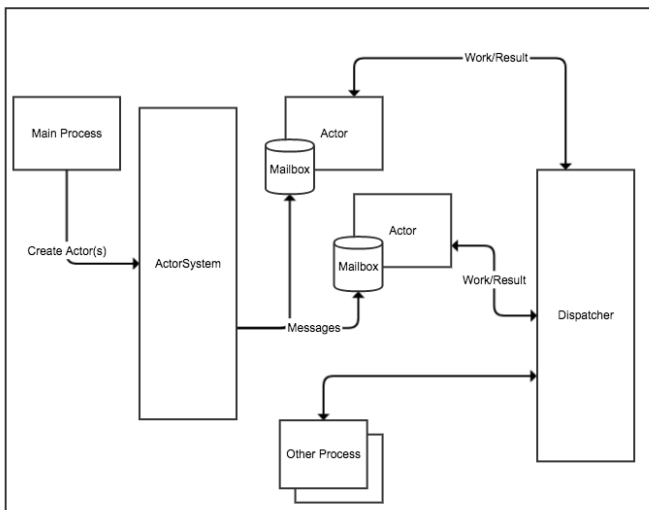 Work/Result
Main Process
Actor
Mailbox
Create Actor(s)
ActorSystem
Actor
Mailbox
Work/Result
Messages
Dispatcher
Other Process